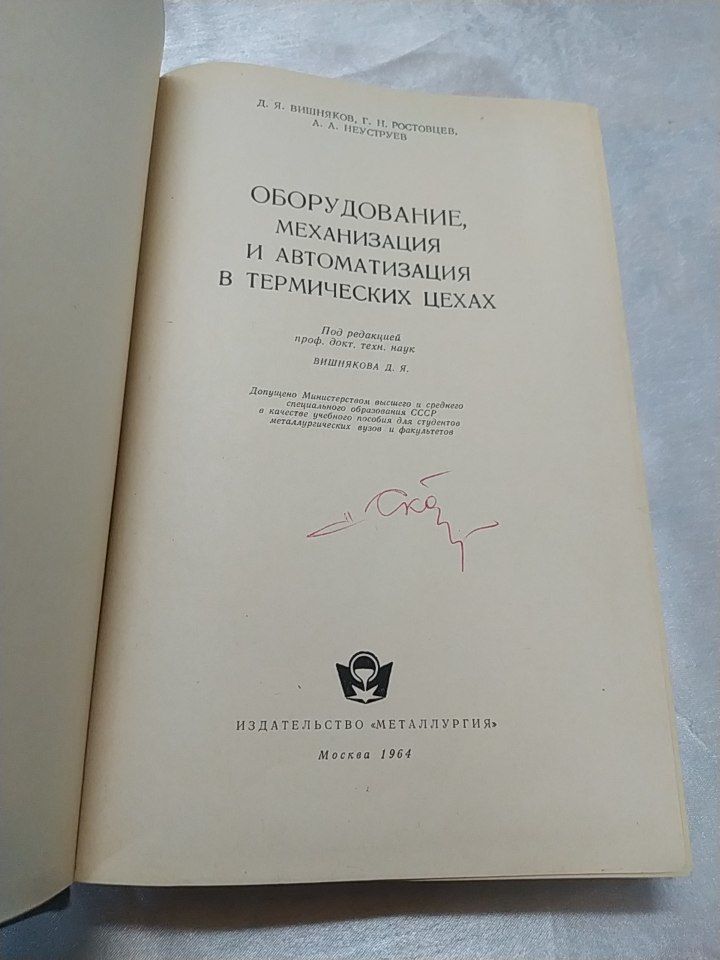 Д. Я. ВИШНЯКОВ, Г. Н. РОСТОВЦЕВ,
А. А. НЕУСТРУЕВ
ОБОРУДОВАНИЕ,
МЕХАНИЗАЦИЯ
И АВТОМАТИЗАЦИЯ
В ТЕРМИЧЕСКИХ ЦЕХАХ
Под редакцией
проф. докт. техн. наук
ВИШНЯКОВА Д. Я.
Допущено Министерством высшего и среднего
специального образования СССР
в качестве учебного пособия для студентов
металлургических вузов и факультетов
ИЗДАТЕЛЬСТВО «МЕТАЛЛУРГИЯ»
Москва 1964